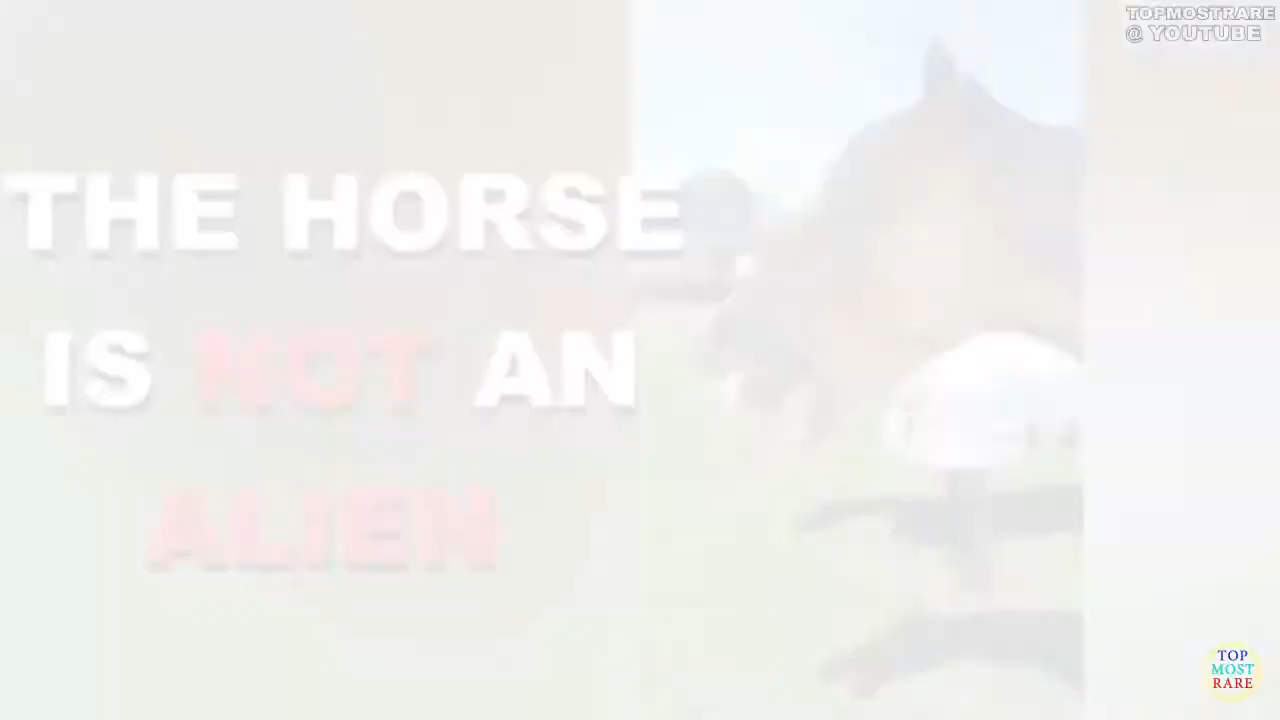 TOPMOSTRARE
@ YOUTUBE
THE HORSE
IS NOT AN
ALIEN
TOP
MOST
RARE